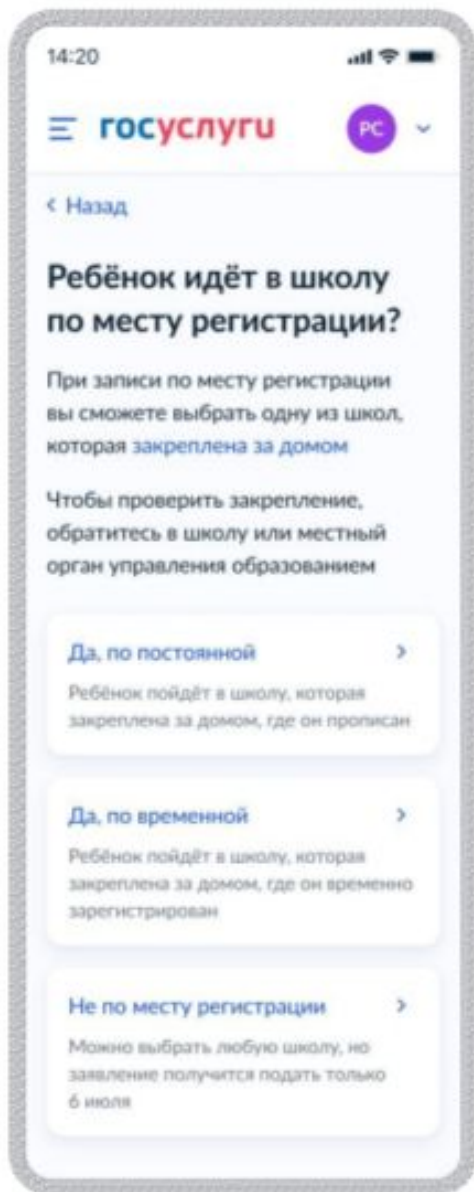 14:20
госуслуги
РС
Назад
Ребёнок идёт в школу
по месту регистрации?
При записи по месту регистрации
вы сможете выбрать одну из школ,
которая закреплена за домом
Чтобы проверить закрепление,
обратитесь в школу или местный
орган управления образованием
Да, по постоянной
Ребёнок пойдёт в школу, которая
закреплена за домом, где он прописан
Да, по временной
Ребёнок пойдёт в школу, которая
закреплена за домом, где он временно
зарегистрирован
Не по месту регистрации
Можно выбрать любую школу, но
заявление получится подать только
6 июля